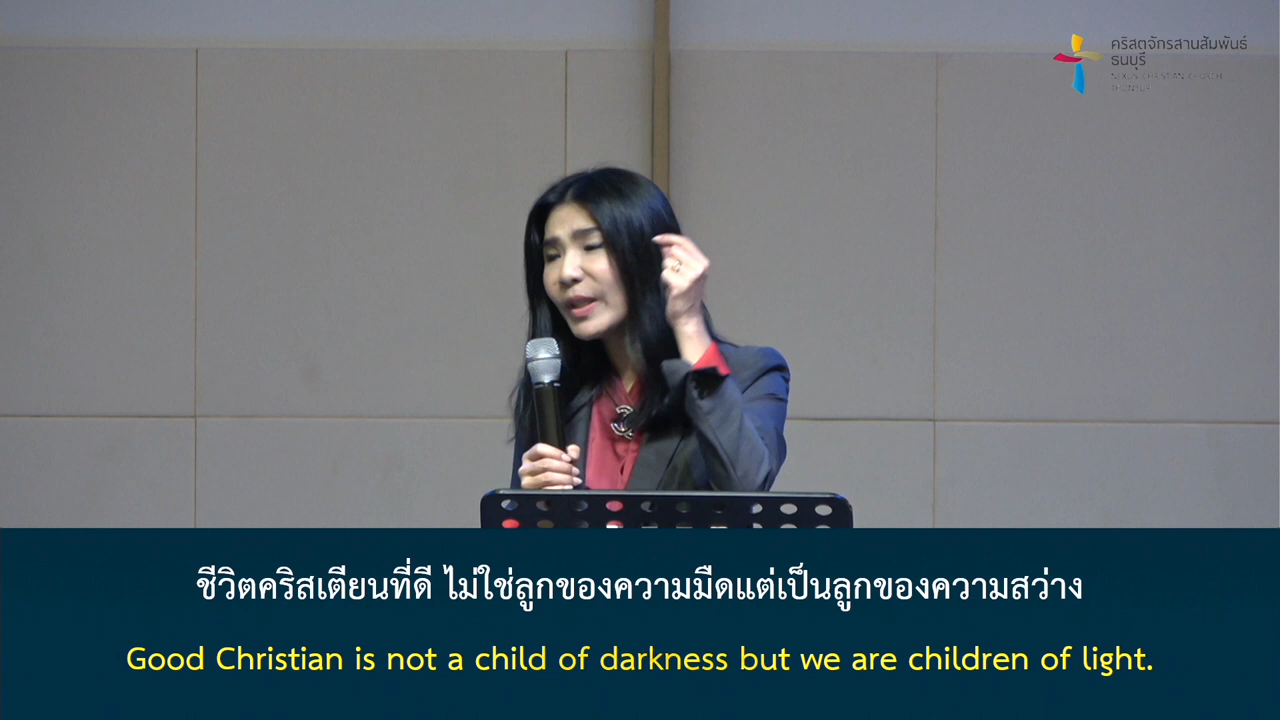 คริสตจักรสานสัมพันธ์
ธนบุรี
NEXUS CHRISTIAN CHURCH
THONBURI
ชีวิตคริสเตียนที่ดี ไม่ใช่ลูกของความมืดแต่เป็นลูกของความสว่าง
Good Christian is not a child of darkness but we are children of light.